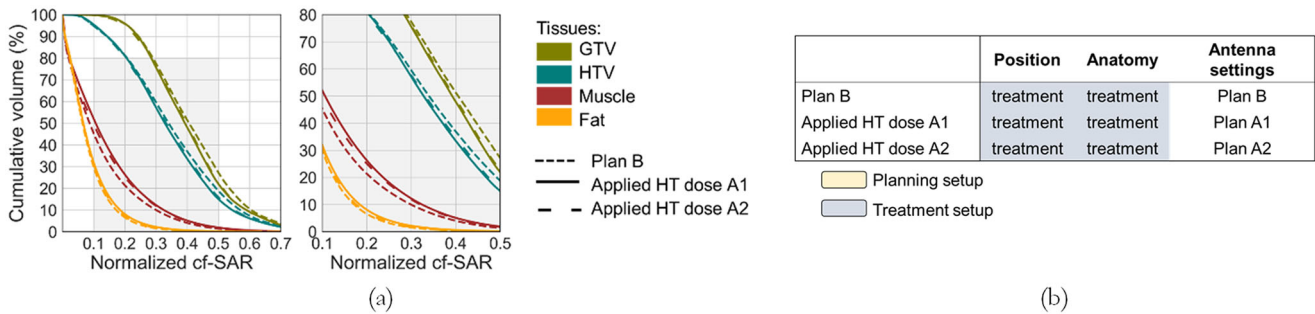 100
90
80
70
60
50
40
30
20
10
0
Cumulative volume (%)
0.1 0.2 0.3 0.4 0.5 0.6 0.7
Normalized cf-SAR
80
70
60
50
40
30
20
10
0
0.1 0.2 0.3 0.4 0.5
Normalized cf-SAR
Tissues:
GTV
HTV
Muscle
Fat
Plan B
Applied HT dose A1
Applied HT dose A2
(a)
Position Anatomy Antenna
settings
Plan B treatment treatment Plan B
Applied HT dose A1 treatment treatment Plan A1
Applied HT dose A2 treatment treatment Plan A2
Planning setup
Treatment setup
(b)